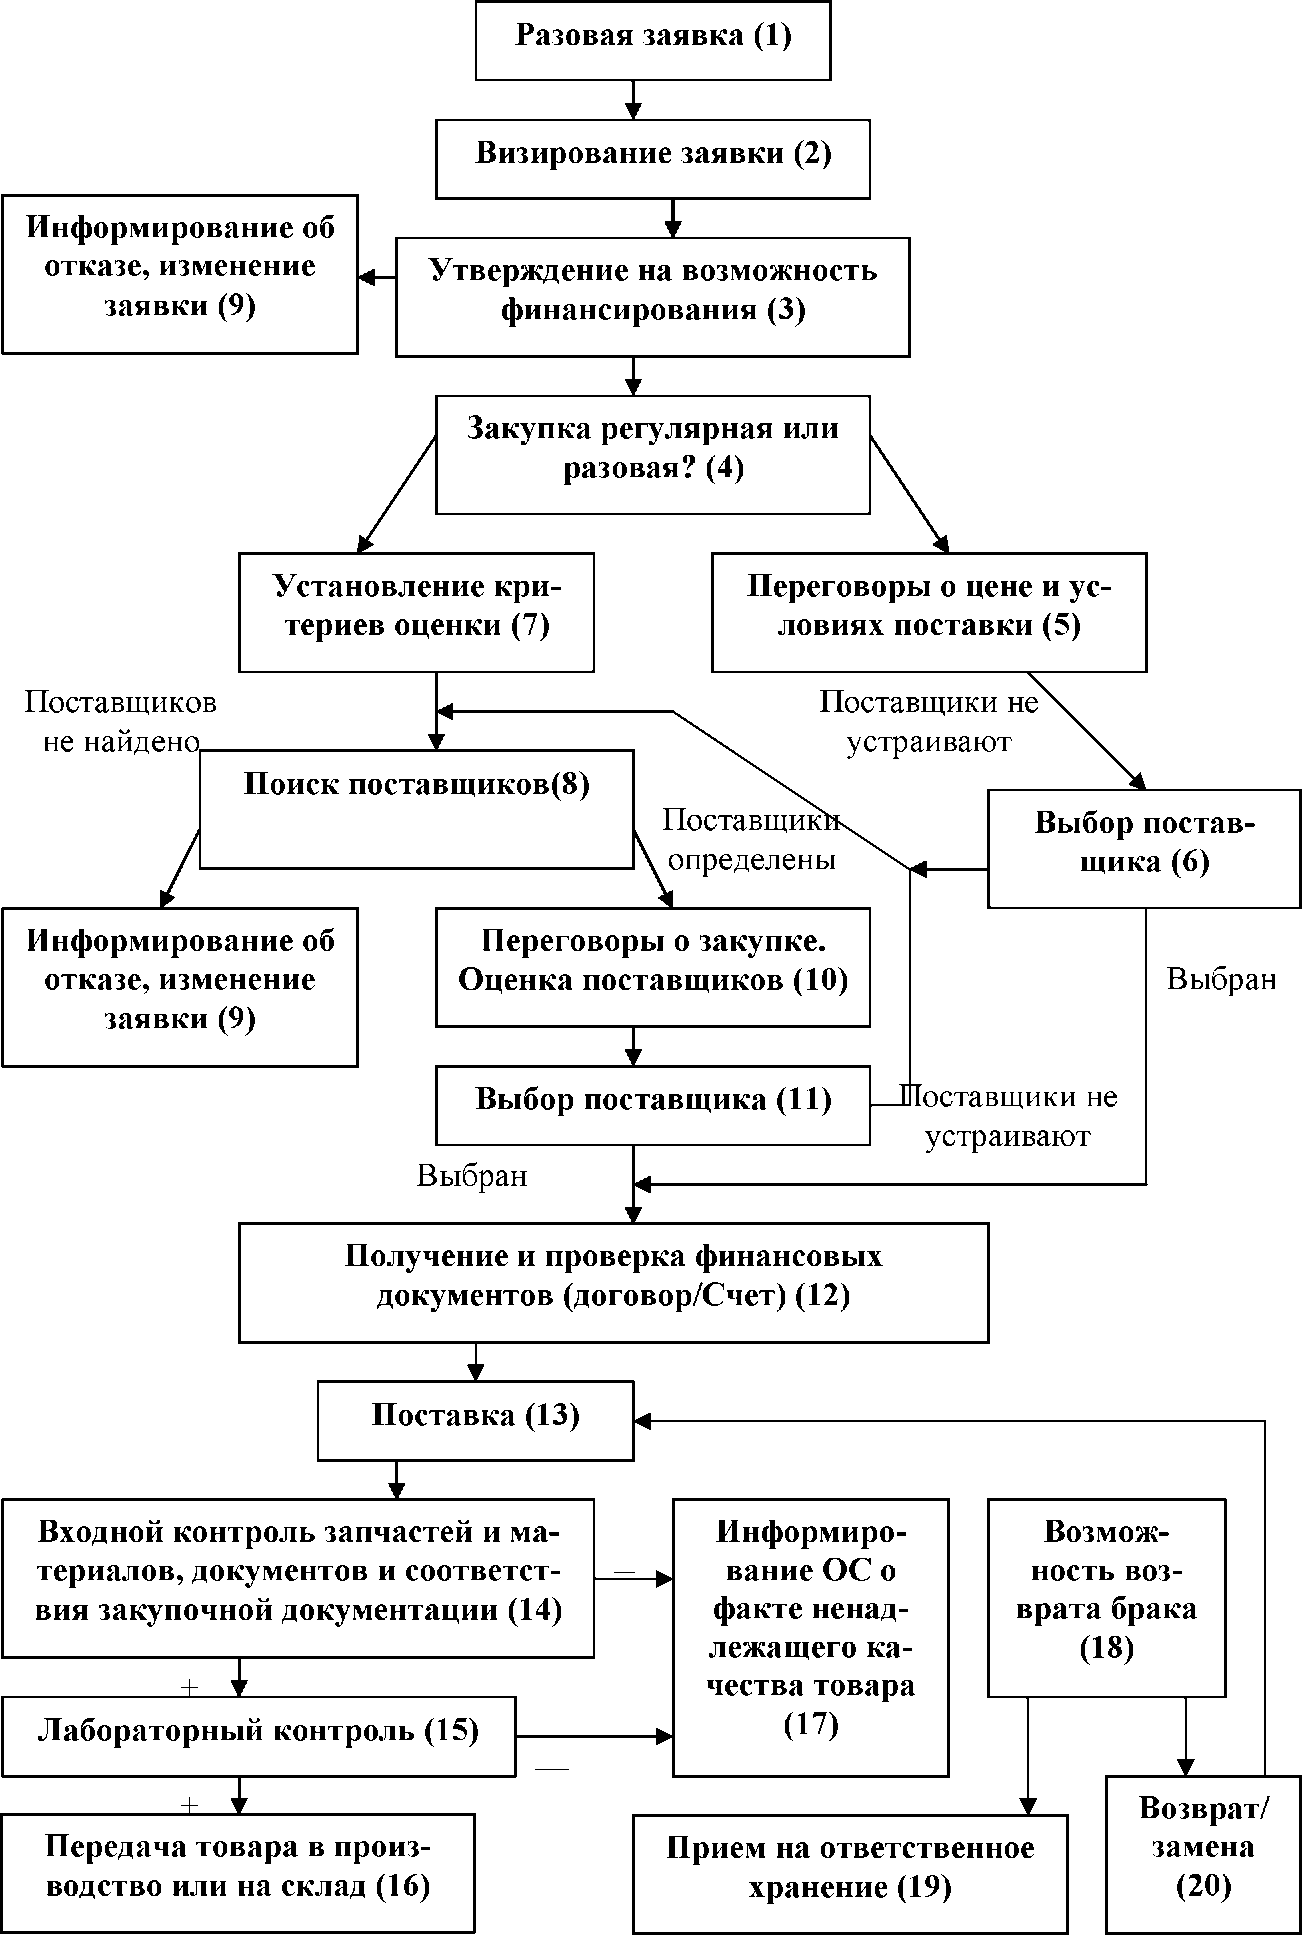 Разовая заявка (1)
Визирование заявки (2)
Информирование об
отказе, изменение
заявки (9)
Утверждение на возможность
финансирования (3)
Закупка регулярная или
разовая? (4)
Установление кри-
териев оценки (7)
Переговоры о цене и ус-
ловиях поставки (5)
Поставщиков
не найдено
Поставщики не
устраивают
Поиск поставщиков(8)
Поставщики
определены
Выбор постав-
щика (6)
Информирование об
отказе, изменение
заявки (9)
Переговоры о закупке.
Оценка поставщиков (10)
Выбран
Выбор поставщика (11)
Поставщики не
устраивают
Выбран
Получение и проверка финансовых
документов (договор/Счет) (12)
Поставка (13)
Входной контроль запчастей и ма-
териалов, документов и соответст-
вия закупочной документации (14)
–
Информиро-
вание ОС о
факте ненад-
лежащего ка-
чества товара
(17)
Возмож-
ность воз-
врата брака
(18)
+
Лабораторный контроль (15)
—
+
Передача товара в произ-
водство или на склад (16)
Прием на ответственное
хранение (19)
Возврат/
замена
(20)